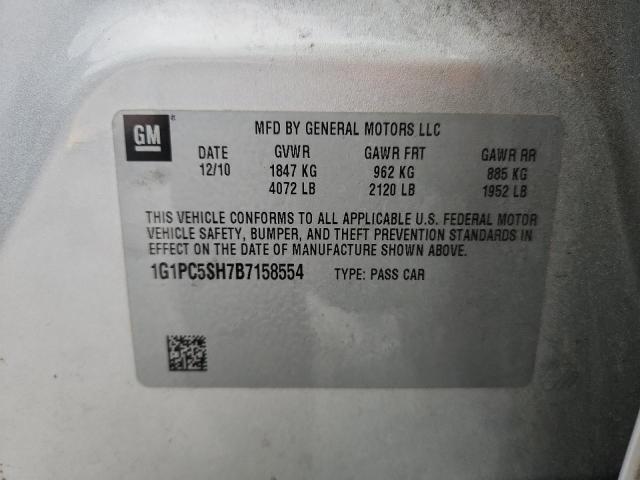 GM
MFD BY GENERAL MOTORS LLC
DATE GVWR GAWR FRT GAWR RR
12/10 1847 KG 962 KG 885 KG
4072 LB 2120 LB 1952 LB
THIS VEHICLE CONFORMS TO ALL APPLICABLE U.S. FEDERAL MOTOR
VEHICLE SAFETY, BUMPER, AND THEFT PREVENTION STANDARDS IN
EFFECT ON THE DATE OF MANUFACTURE SHOWN ABOVE.
1G1PC5SH7B7158554 TYPE: PASS CAR